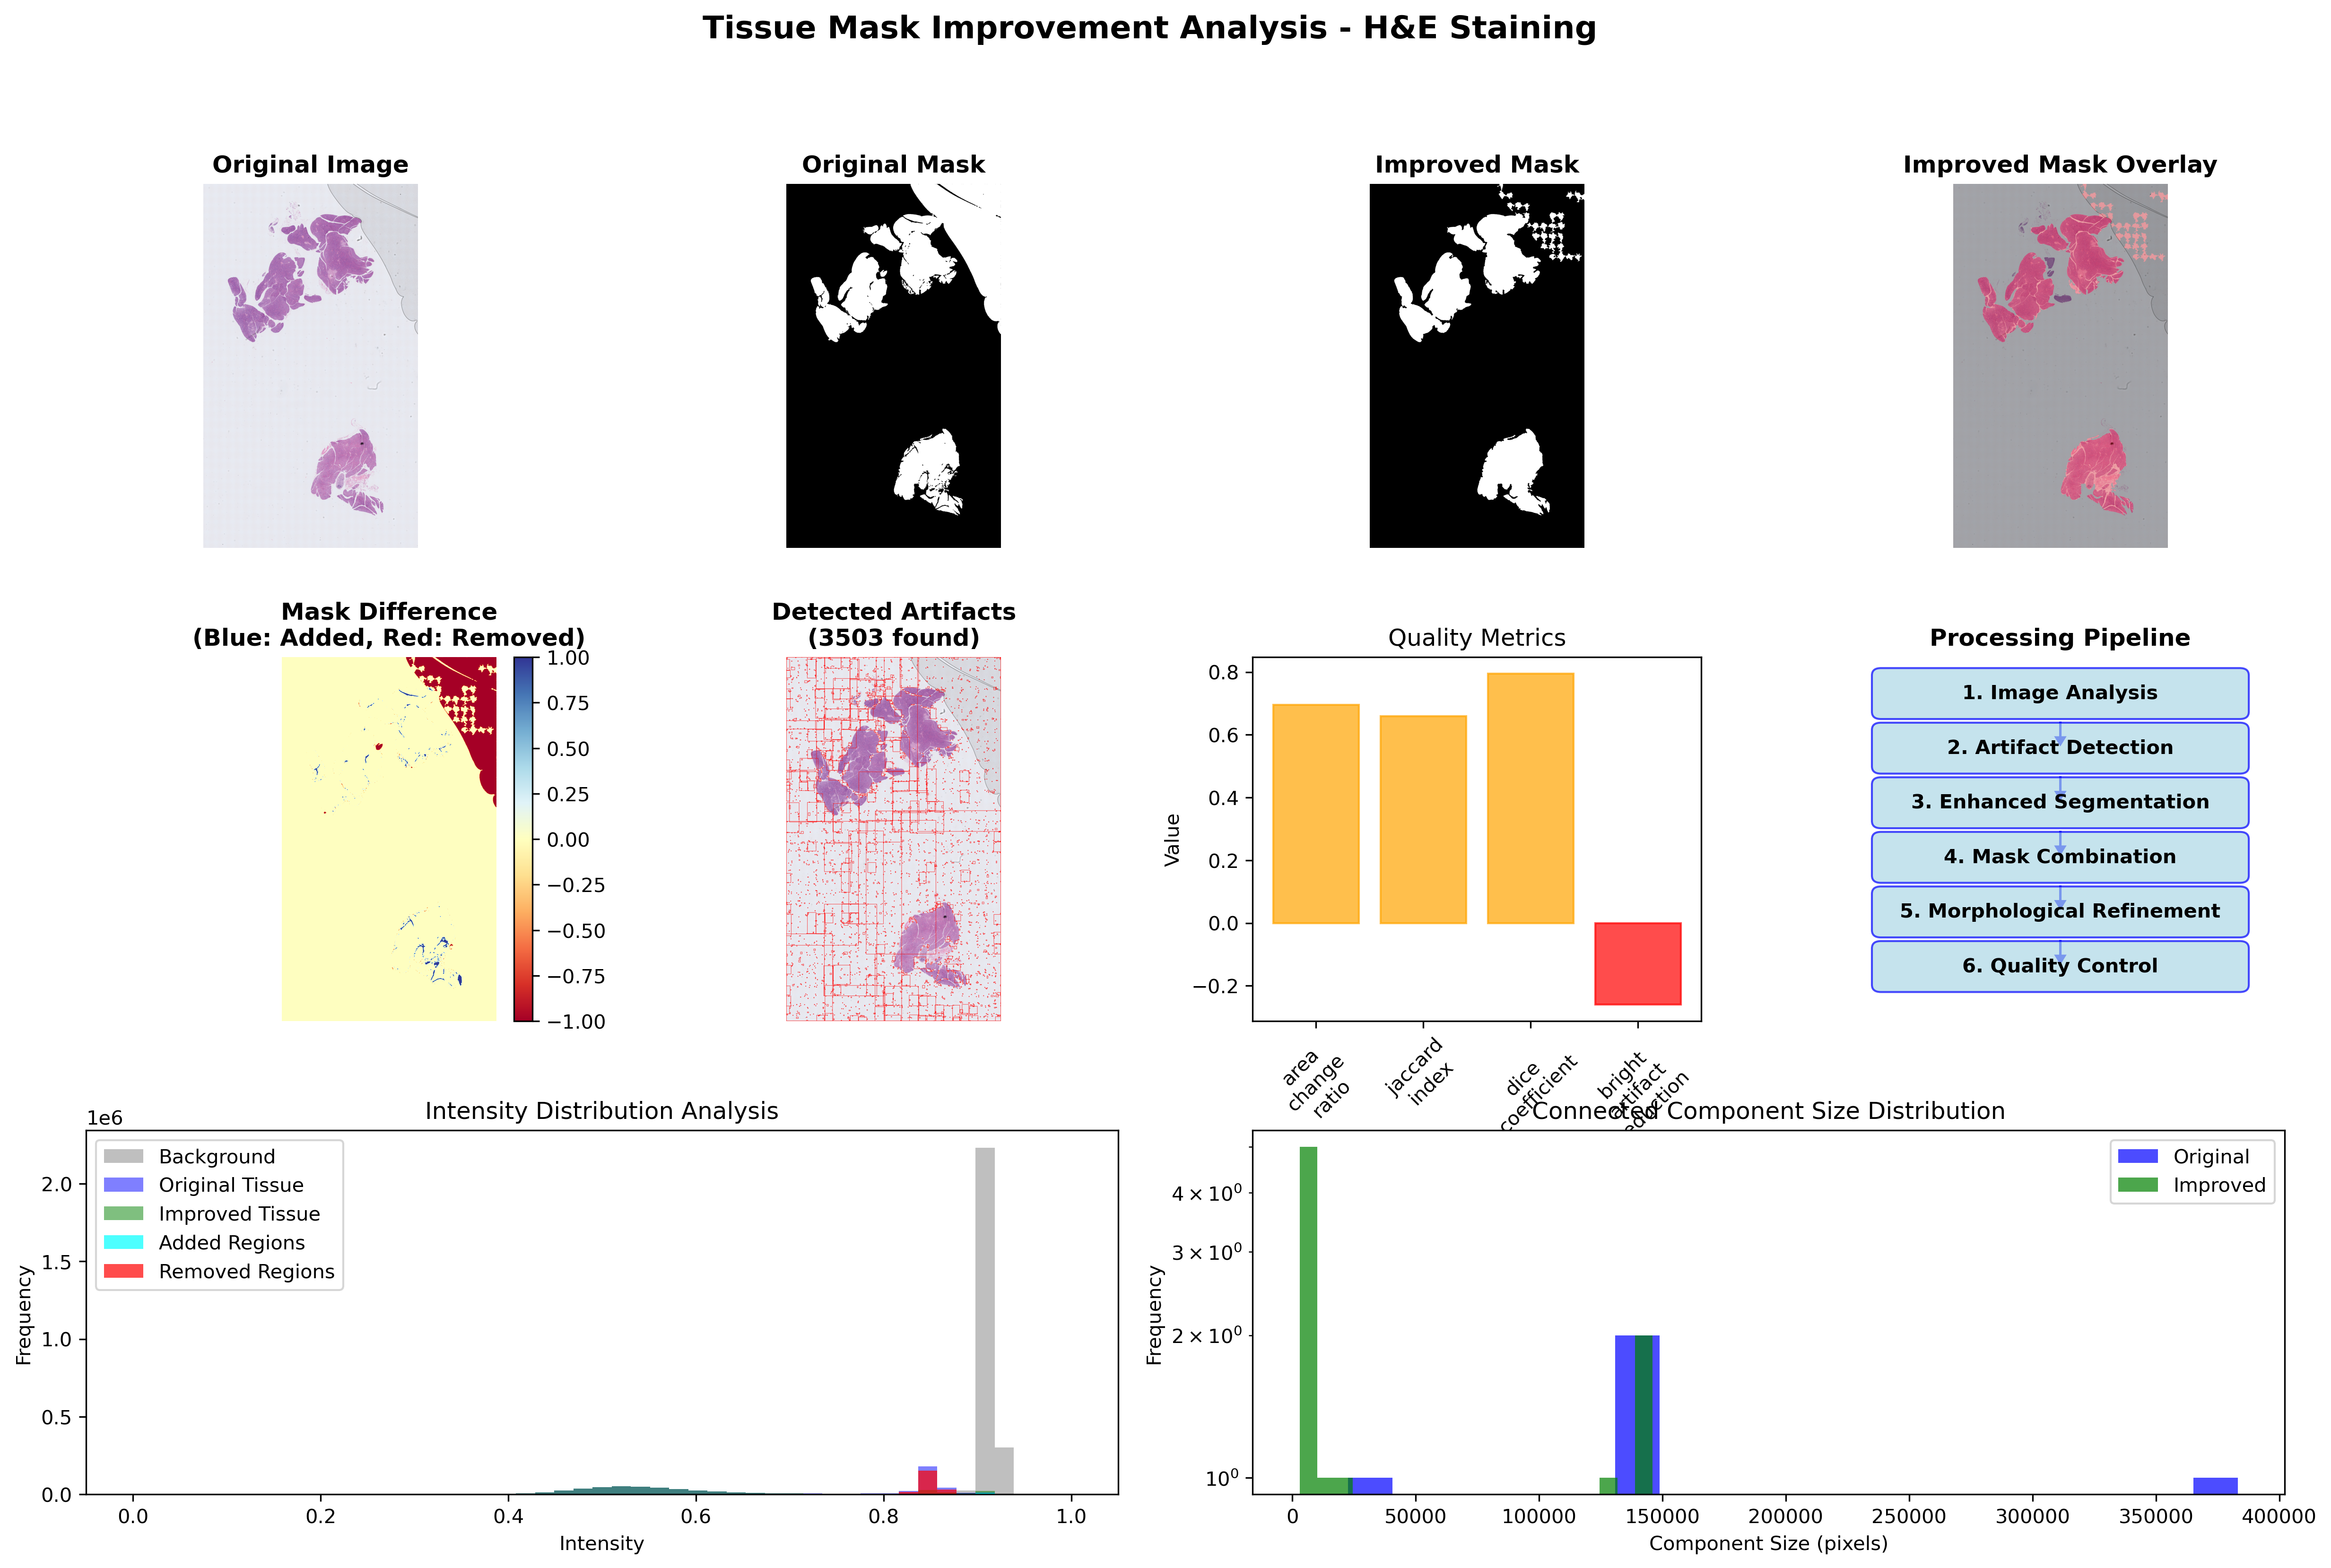 Tissue Mask Improvement Analysis - H&E Staining
Original Image
Original Mask
Improved Mask
Improved Mask Overlay
Mask Difference
(Blue: Added, Red: Removed)
1.00
0.75
0.50
0.25
0.00
−0.25
−0.50
−0.75
−1.00
Detected Artifacts
(3503 found)
Quality Metrics
Value
0.8
0.6
0.4
0.2
0.0
−0.2
area
change
ratio
jaccard
index
dice
coefficient
bright
artifact
Processing Pipeline
1. Image Analysis
2. Artifact Detection
3. Enhanced Segmentation
4. Mask Combination
5. Morphological Refinement
6. Quality Control
Intensity Distribution Analysis
1e6
Frequency
2.0
1.5
1.0
0.5
0.0
Background
Original Tissue
Improved Tissue
Added Regions
Removed Regions
0.0 0.2 0.4 0.6 0.8 1.0
Intensity
Connected Component Size Distribution
Frequency
4 × 10⁰
3 × 10⁰
2 × 10⁰
10⁰
Original
Improved
0 50000 100000 150000 200000 250000 300000 350000 400000
Component Size (pixels)